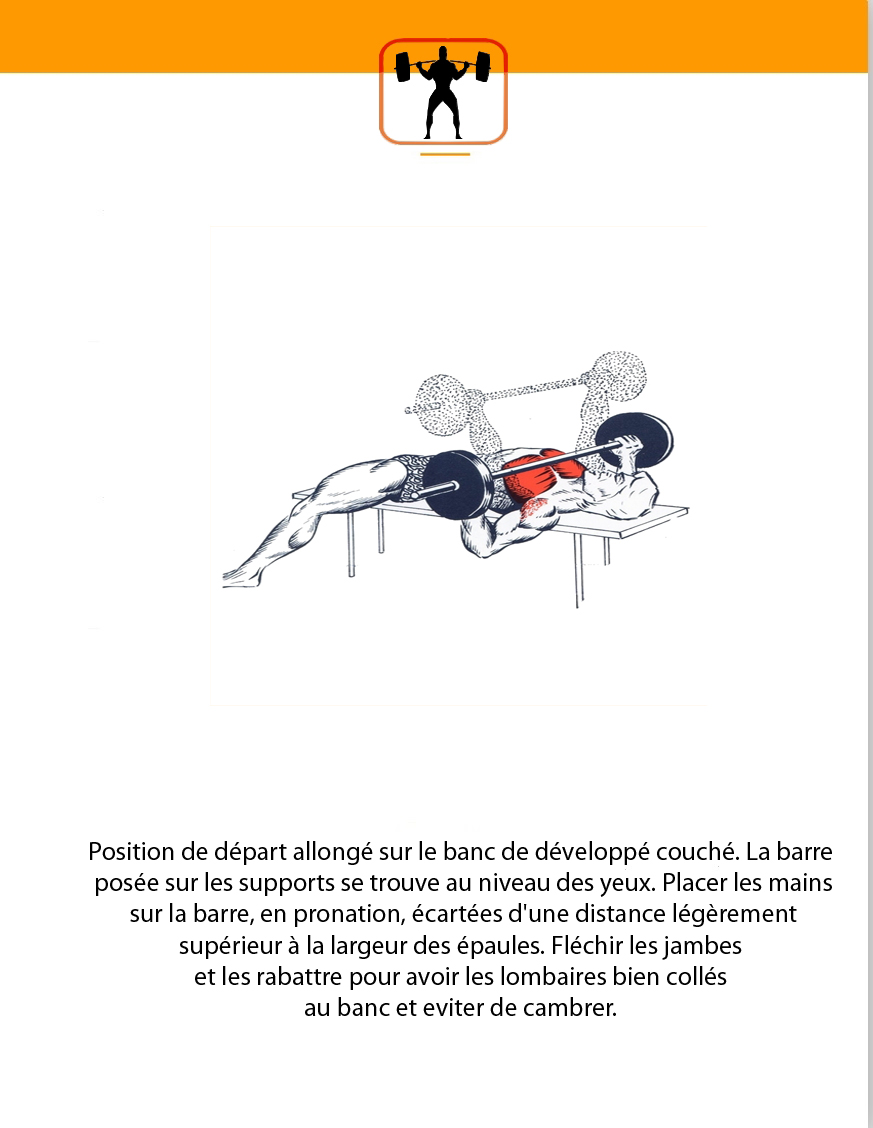 Position de départ allongé sur le banc de développé couché. La barre
posée sur les supports se trouve au niveau des yeux. Placer les mains
sur la barre, en pronation, écartées d'une distance légèrement
supérieur à la largeur des épaules. Fléchir les jambes
et les rabattre pour avoir les lombaires bien collés
au banc et eviter de cambrer.